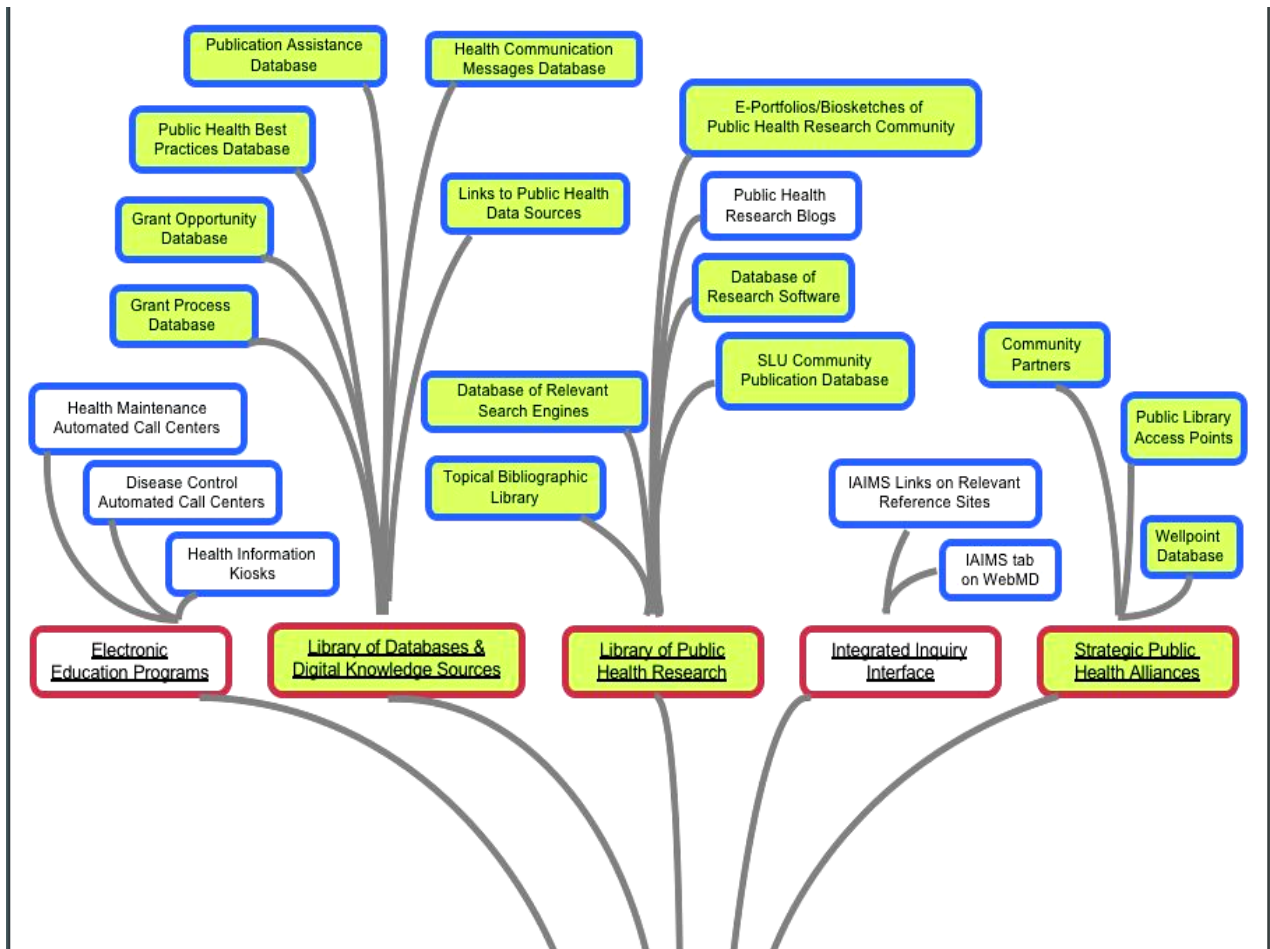 Publication Assistance
Database
Health Communication
Messages Database
E-Portfolios/Biosketches of
Public Health Research Community
Public Health Best
Practices Database
Links to Public Health
Data Sources
Public Health
Research Blogs
Grant Opportunity
Database
Database of
Research Software
Grant Process
Database
Community
Partners
SLU Community
Publication Database
Database of Relevant
Search Engines
Health Maintenance
Automated Call Centers
Public Library
Access Points
Topical Bibliographic
Library
Disease Control
Automated Call Centers
IAIMS Links on Relevant
Reference Sites
Health Information
Kiosks
IAIMS tab
on WebMD
Wellpoint
Database
Electronic
Education Programs
Library of Databases &
Digital Knowledge Sources
Library of Public
Health Research
Integrated Inquiry
Interface
Strategic Public
Health Alliances